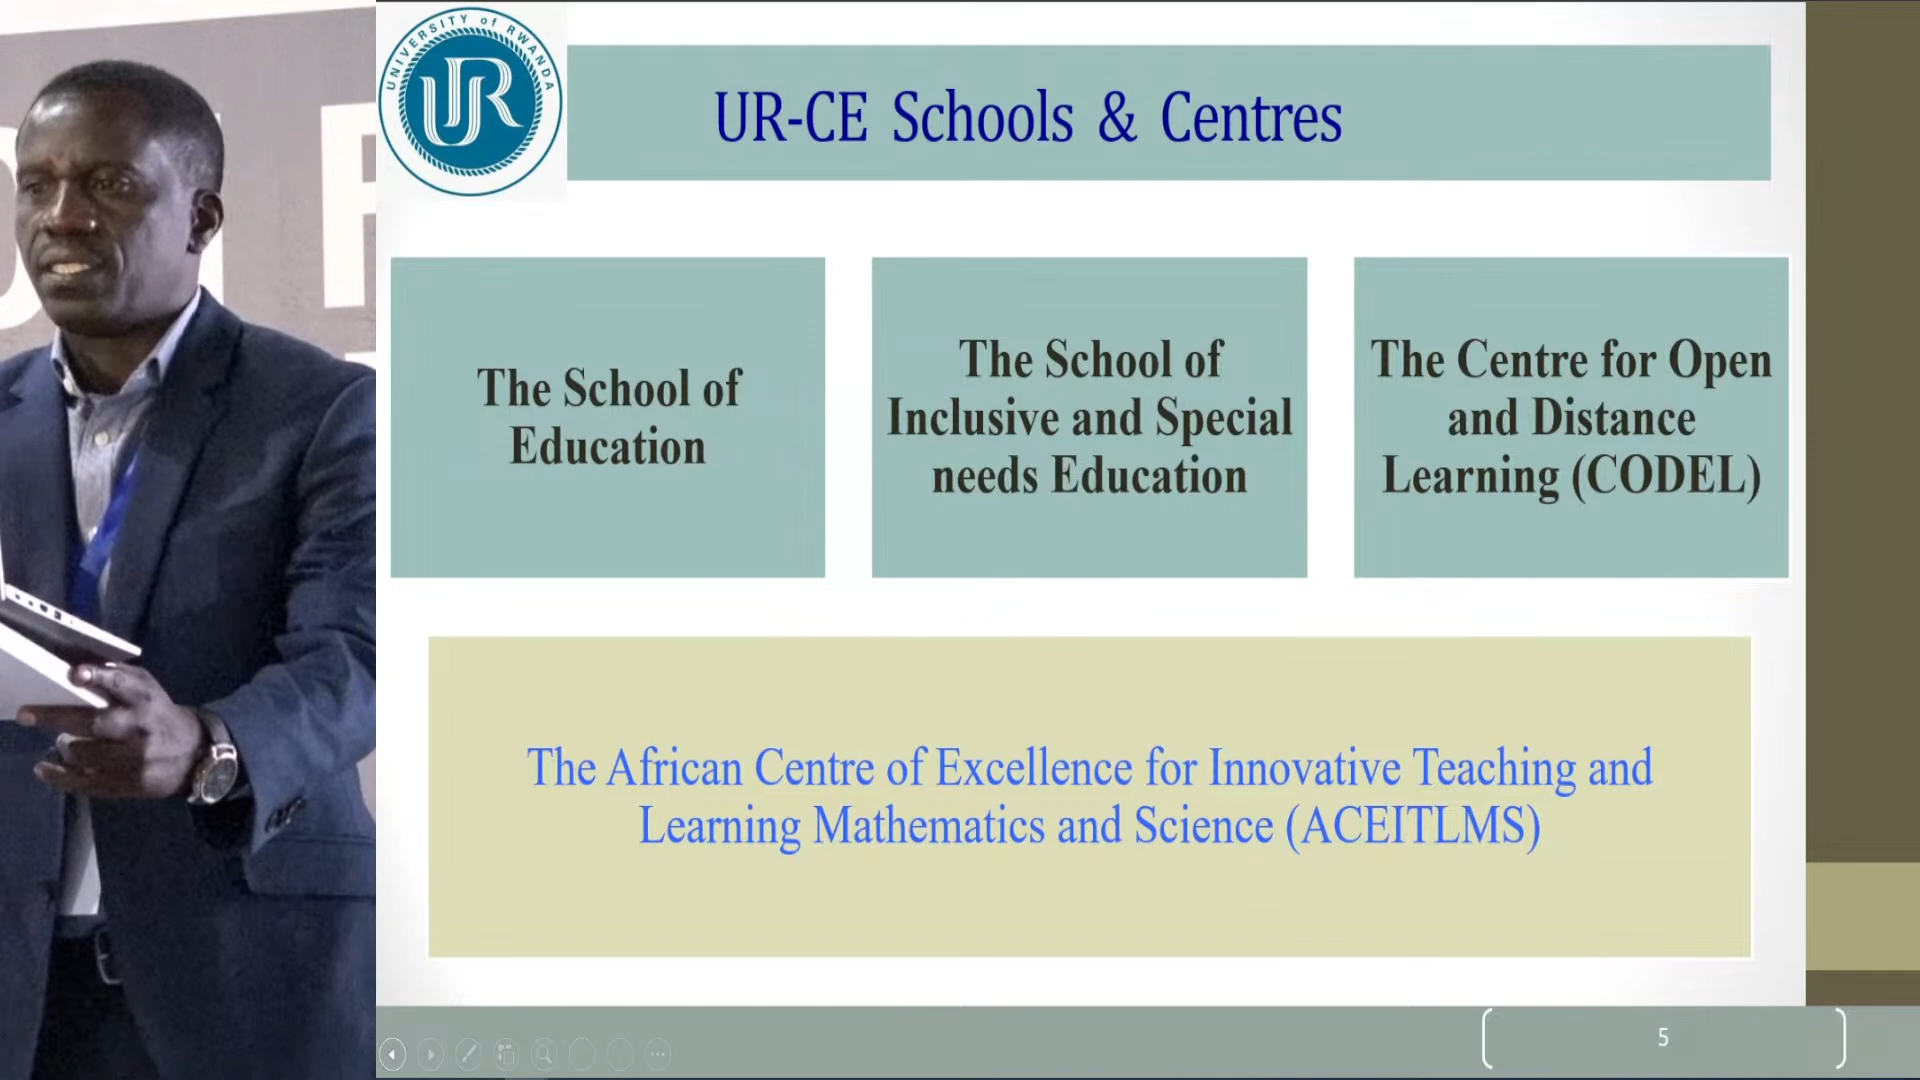 UNIVERSITY of RWANDA
UR
UR-CE Schools & Centres
The School of
Education
The School of
Inclusive and Special
needs Education
The Centre for Open
and Distance
Learning (CODEL)
The African Centre of Excellence for Innovative Teaching and
Learning Mathematics and Science (ACEITLMS)
5